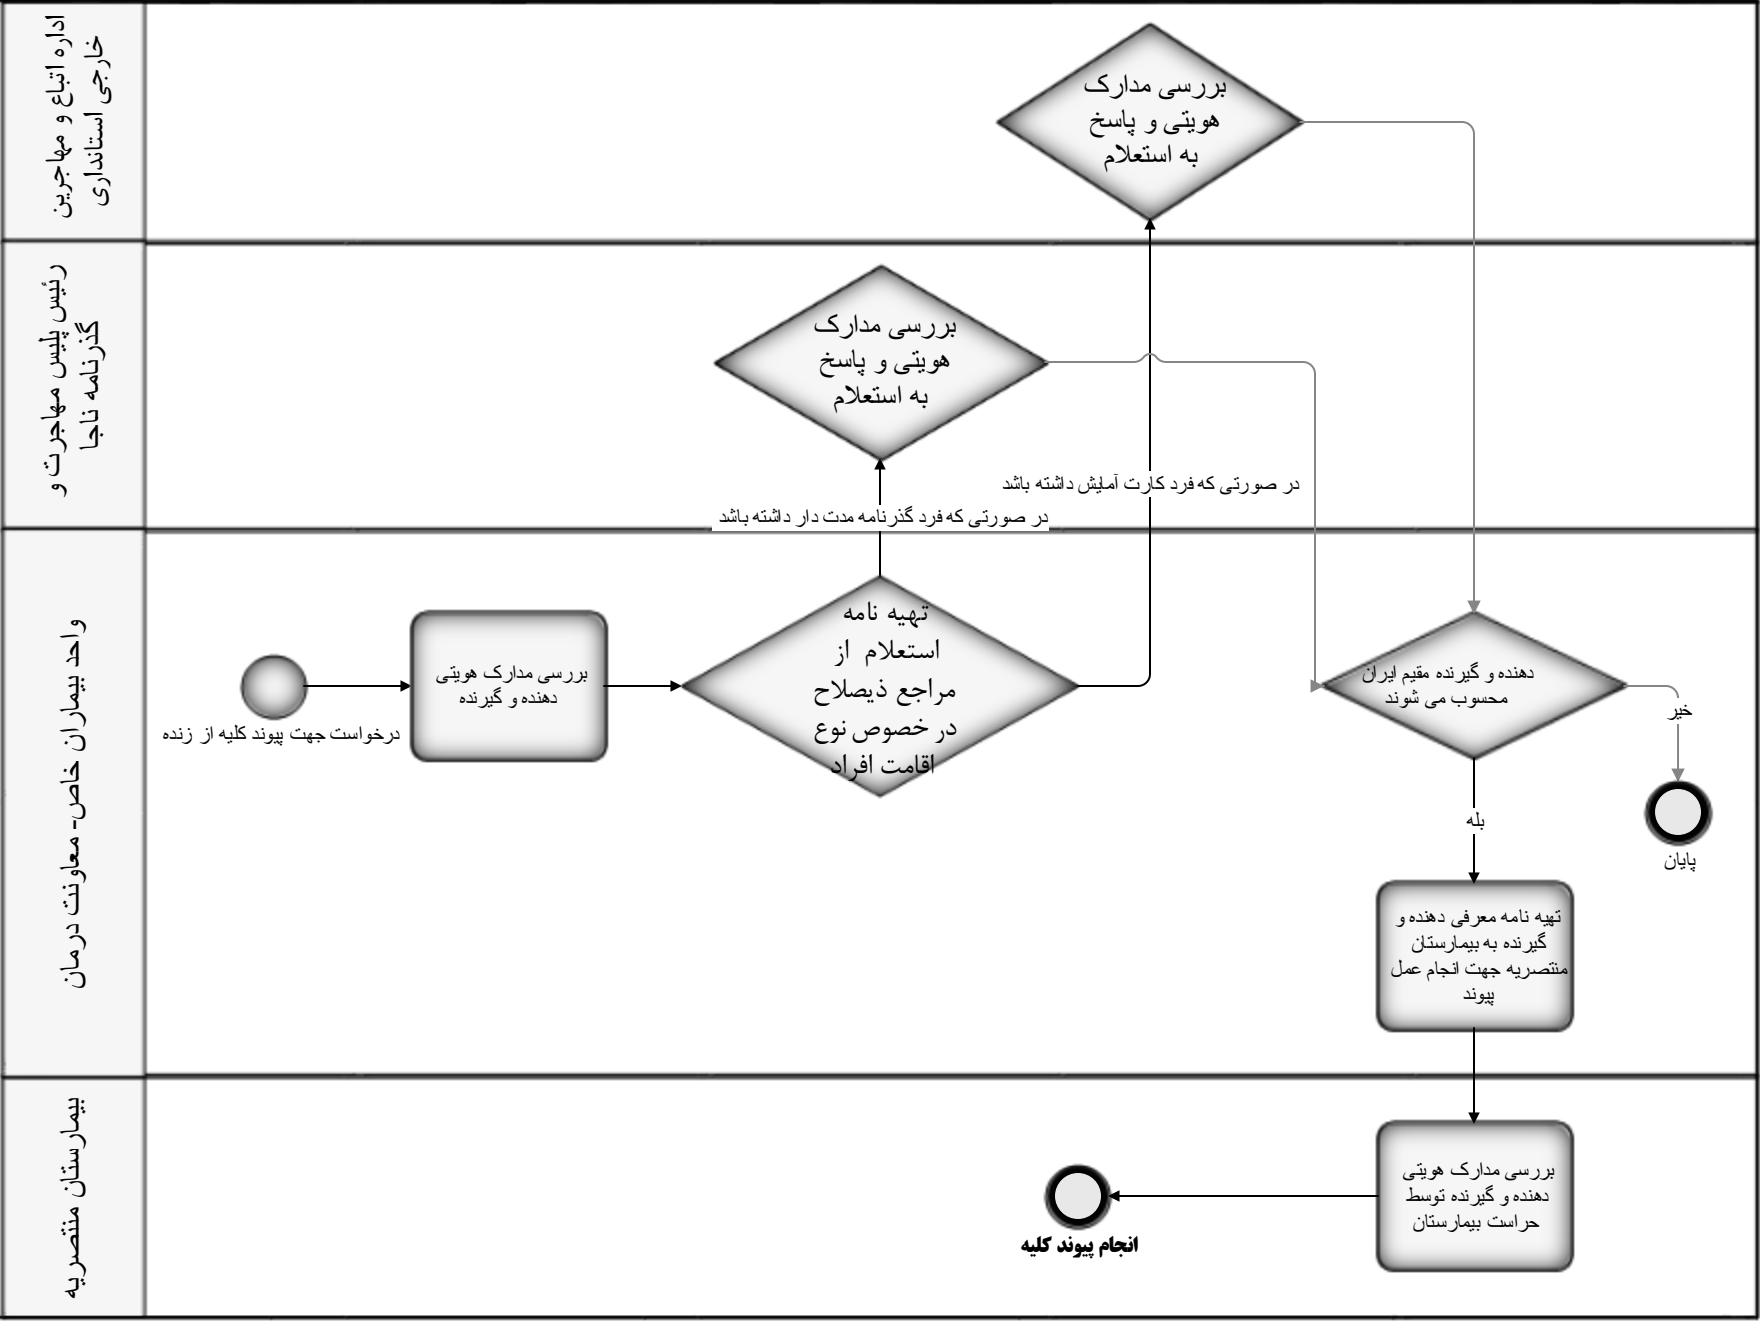 اداره اتباع و مهاجرین
خارجی استانداری
بررسی مدارک
هویتی و پاسخ
به استعلام
رئیس پلیس مهاجرت و
گذرنامه ناجا
بررسی مدارک
هویتی و پاسخ
به استعلام
در صورتی که فرد کارت آمایش داشته باشد
در صورتی که فرد گذرنامه مدت دار داشته باشد
واحد بیماران خاص- معاونت درمان
درخواست جهت پیوند کلیه از زنده
بررسی مدارک هویتی
دهنده و گیرنده
تهیه نامه
استعلام از
مراجع ذیصلاح
در خصوص نوع
اقامت افراد
دهنده و گیرنده مقیم ایران
محسوب می شوند
خیر
پایان
بله
تهیه نامه معرفی دهنده و
گیرنده به بیمارستان
منتصریه جهت انجام عمل
پیوند
بیمارستان منتصریه
بررسی مدارک هویتی
دهنده و گیرنده توسط
حراست بیمارستان
انجام پیوند کلیه